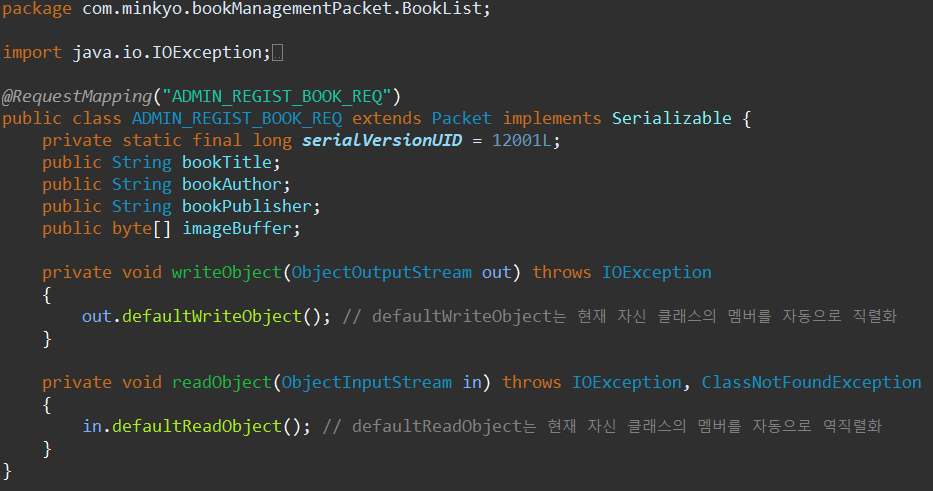 package com.minkyo.bookManagementPacket.BookList;
import java.io.IOException;
@RequestMapping("ADMIN_REGIST_BOOK_REQ")
public class ADMIN_REGIST_BOOK_REQ extends Packet implements Serializable {
private static final long serialVersionUID = 12001L;
public String bookTitle;
public String bookAuthor;
public String bookPublisher;
public byte[] imageBuffer;
private void writeObject(ObjectOutputStream out) throws IOException
{
out.defaultWriteObject(); // defaultWriteObject는 현재 자신 클래스의 멤버를 자동으로 직렬화
}
private void readObject(ObjectInputStream in) throws IOException, ClassNotFoundException
{
in.defaultReadObject(); // defaultReadObject는 현재 자신 클래스의 멤버를 자동으로 역직렬화
}
}